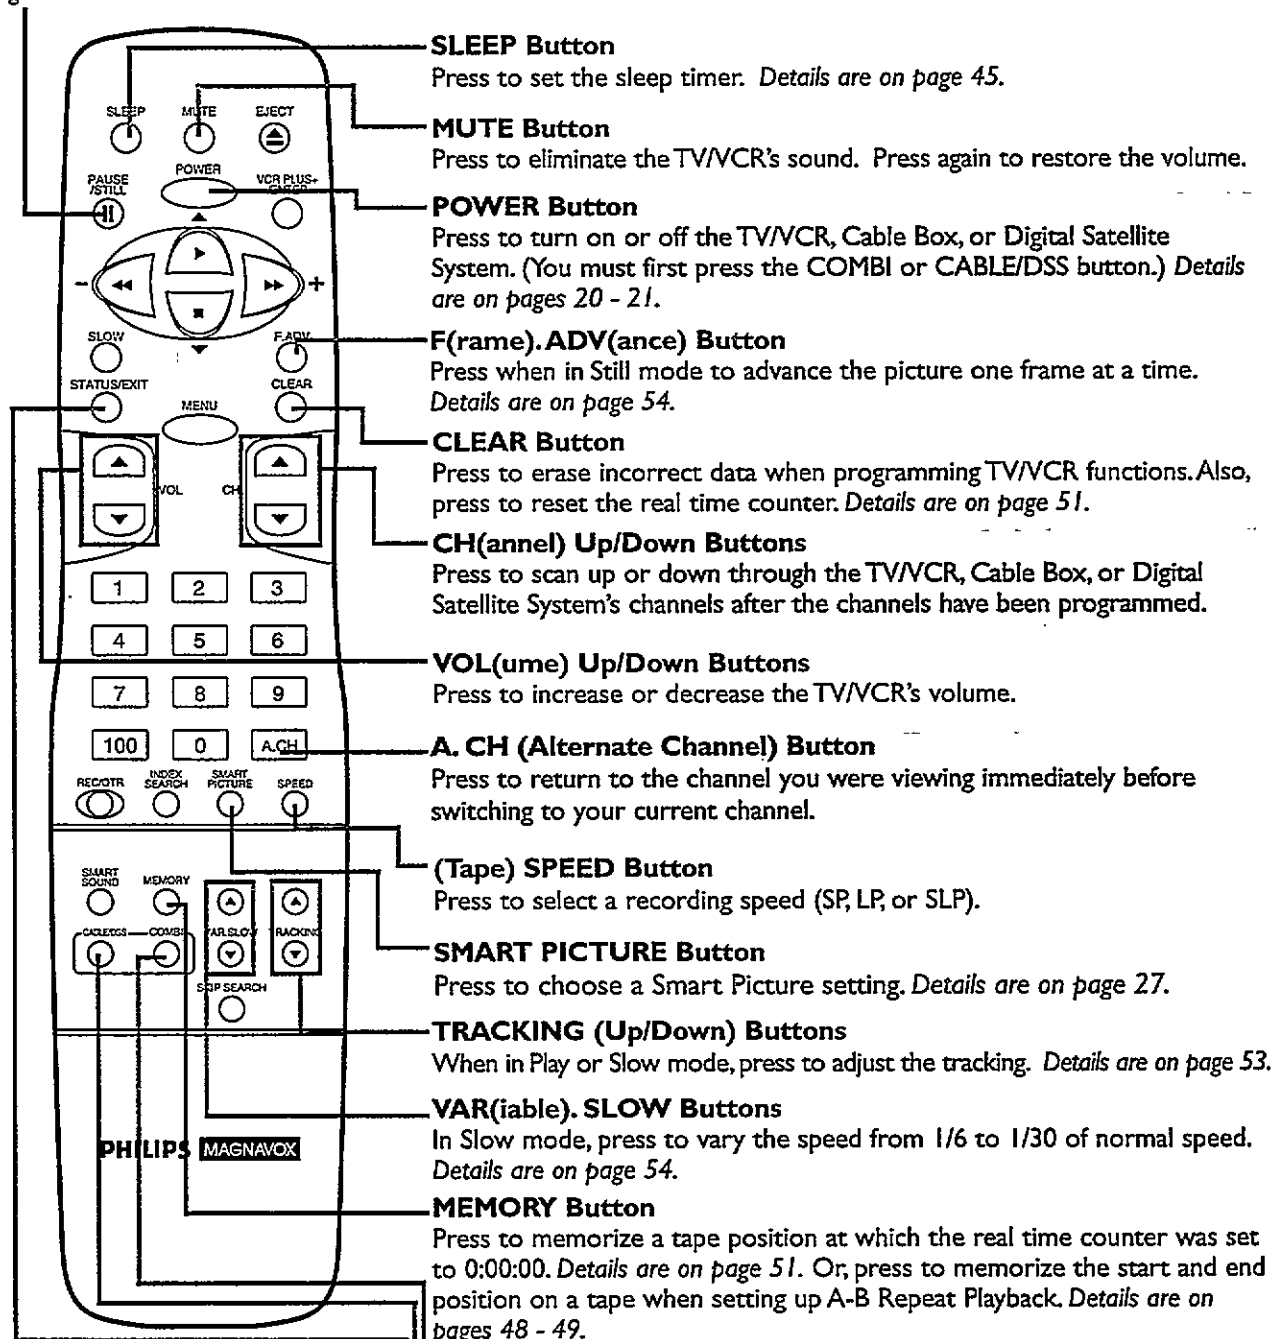 SLEEP Button
Press to set the sleep timer. Details are on page 45.
MUTE Button
Press to eliminate the TV/VCR's sound. Press again to restore the volume.
POWER Button
Press to turn on or off the TV/VCR, Cable Box, or Digital Satellite
System. (You must first press the COMBI or CABLE/DSS button.) Details
are on pages 20 - 21.
F(rame). ADV(ance) Button
Press when in Still mode to advance the picture one frame at a time.
Details are on page 54.
CLEAR Button
Press to erase incorrect data when programming TV/VCR functions. Also,
press to reset the real time counter. Details are on page 51.
CH(annel) Up/Down Buttons
Press to scan up or down through the TV/VCR, Cable Box, or Digital
Satellite System's channels after the channels have been programmed.
VOL(ume) Up/Down Buttons
Press to increase or decrease the TV/VCR's volume.
A. CH (Alternate Channel) Button
Press to return to the channel you were viewing immediately before
switching to your current channel.
(Tape) SPEED Button
Press to select a recording speed (SP, LP, or SLP).
SMART PICTURE Button
Press to choose a Smart Picture setting. Details are on page 27.
TRACKING (Up/Down) Buttons
When in Play or Slow mode, press to adjust the tracking. Details are on page 53.
VAR(iable). SLOW Buttons
In Slow mode, press to vary the speed from 1/6 to 1/30 of normal speed.
Details are on page 54.
MEMORY Button
Press to memorize a tape position at which the real time counter was set
to 0:00:00. Details are on page 51. Or, press to memorize the start and end
position on a tape when setting up A-B Repeat Playback. Details are on
pages 48 - 49.
SLEEP MUTE EJECT
PAUSE
/STILL
POWER
VCR PLUS+
/ENTER
- +
SLOW F.ADV
STATUS/EXIT MENU CLEAR
VOL CH
1 2 3
4 5 6
7 8 9
100 0 A.CH
REC/OTR
INDEX
SEARCH
SMART
PICTURE
SPEED
SMART
SOUND
MEMORY
CABLE/DSS COMBI VAR.SLOW TRACKING
SKIP SEARCH
PHILIPS MAGNAVOX